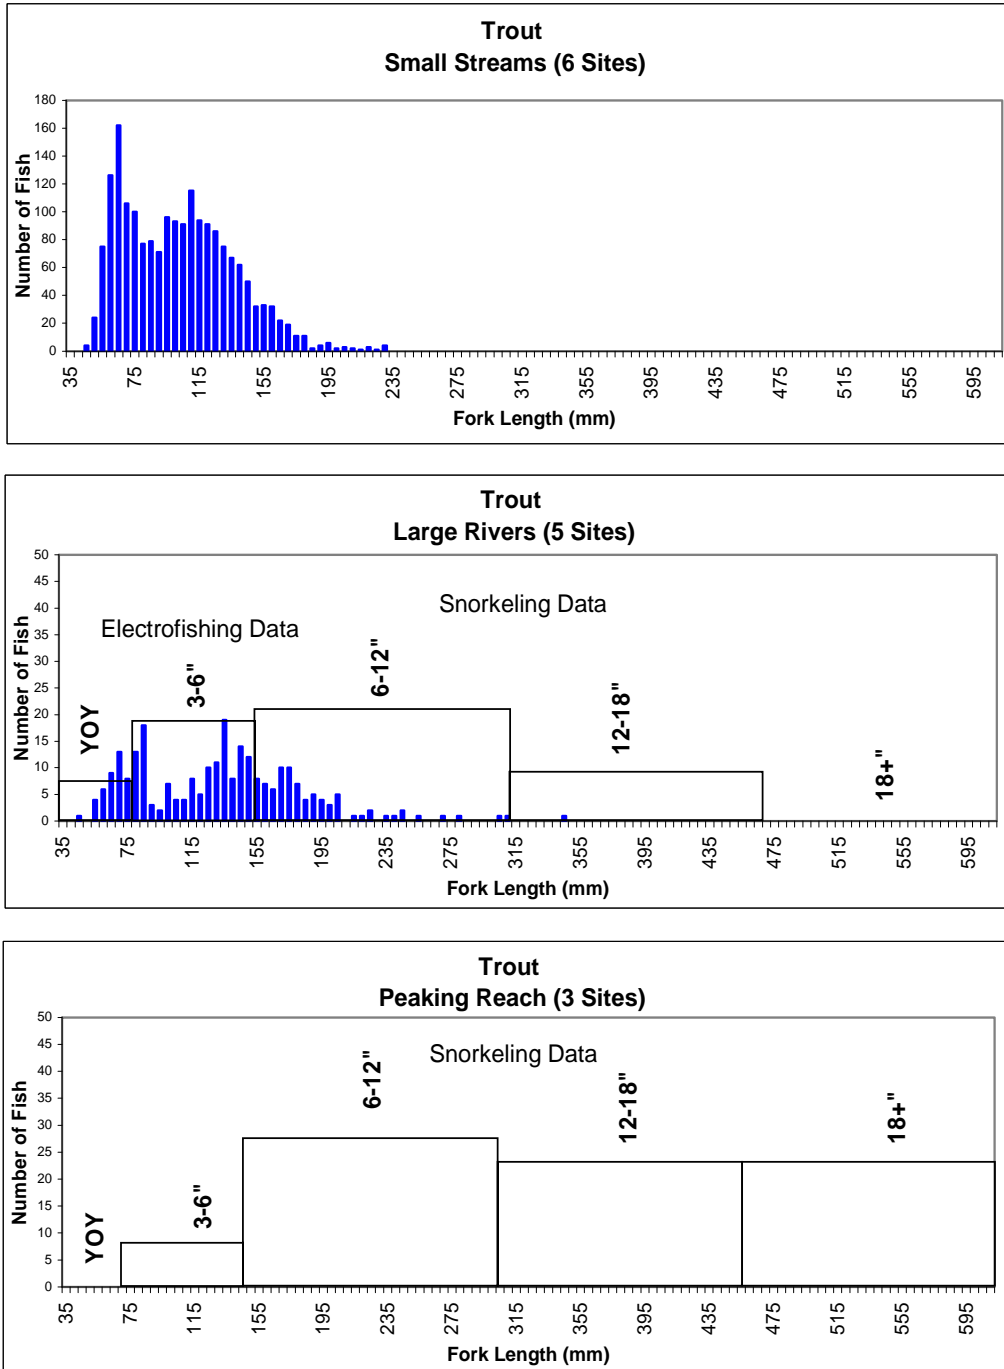 Trout
Small Streams (6 Sites)
Number of Fish
180
160
140
120
100
80
60
40
20
0
35 75 115 155 195 235 275 315 355 395 435 475 515 555 595
Fork Length (mm)
Trout
Large Rivers (5 Sites)
Number of Fish
50
45
40
35
30
25
20
15
10
5
0
Electrofishing Data
Snorkeling Data
YOY
3-6"
6-12"
12-18"
18+"
35 75 115 155 195 235 275 315 355 395 435 475 515 555 595
Fork Length (mm)
Trout
Peaking Reach (3 Sites)
Number of Fish
50
45
40
35
30
25
20
15
10
5
0
Snorkeling Data
YOY
3-6"
6-12"
12-18"
18+"
35 75 115 155 195 235 275 315 355 395 435 475 515 555 595
Fork Length (mm)